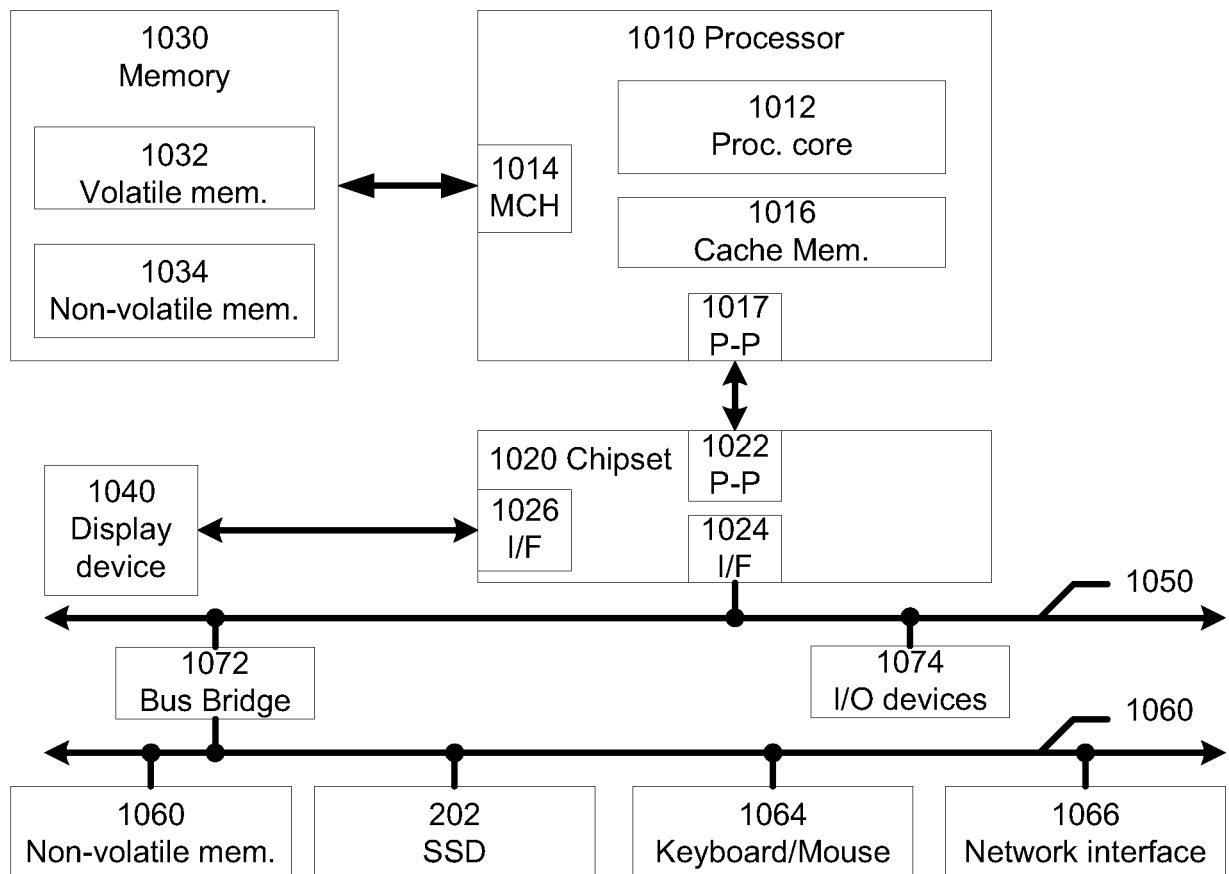 1030
Memory
1032
Volatile mem.
1034
Non-volatile mem.
1010 Processor
1012
Proc. core
1014
MCH
1016
Cache Mem.
1017
P-P
1020 Chipset
1022
P-P
1026
I/F
1024
I/F
1040
Display
device
1050
1072
Bus Bridge
1074
I/O devices
1060
1060
Non-volatile mem.
202
SSD
1064
Keyboard/Mouse
1066
Network interface